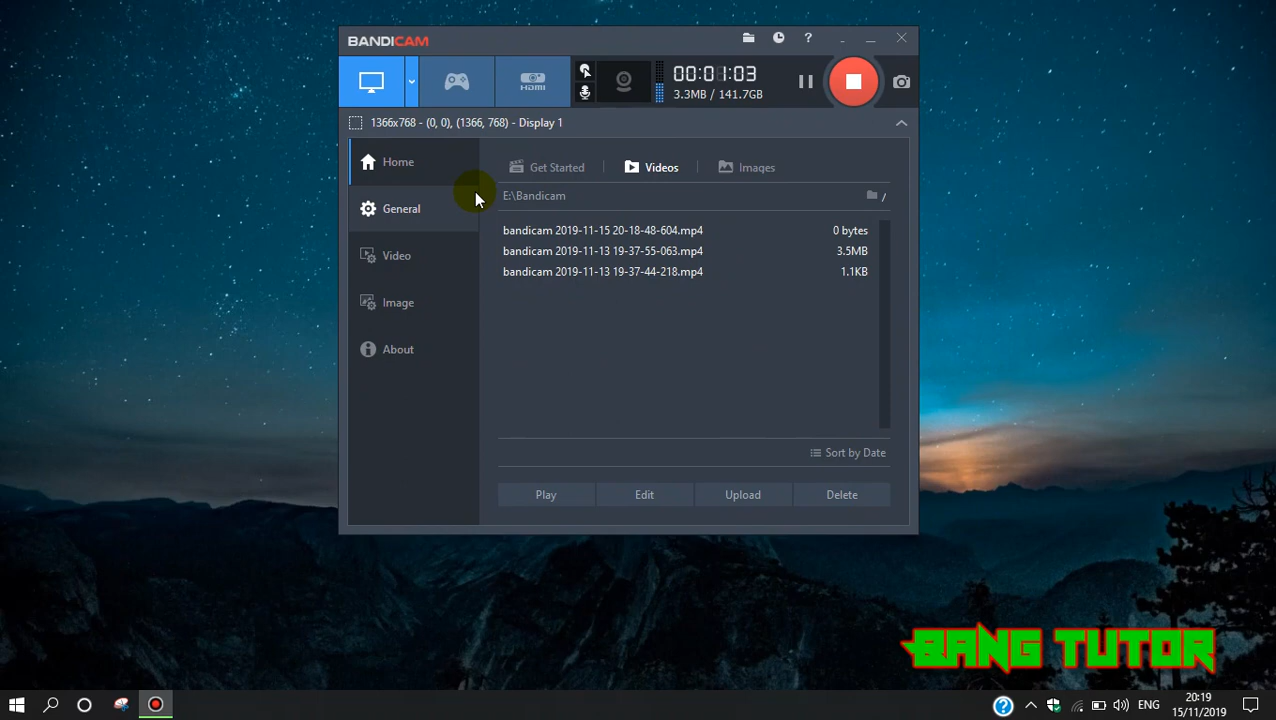 BANDICAM
?
HDMI
00:01:03
3.3MB / 141.7GB
1366x768 - (0, 0), (1366, 768) - Display 1
Home
General
Video
Image
About
Get Started
Videos
Images
E:\Bandicam
/
bandicam 2019-11-15 20-18-48-604.mp4 0 bytes
bandicam 2019-11-13 19-37-55-063.mp4 3.5MB
bandicam 2019-11-13 19-37-44-218.mp4 1.1KB
Sort by Date
Play
Edit
Upload
Delete
BANG TUTOR
?
ENG
20:19
15/11/2019